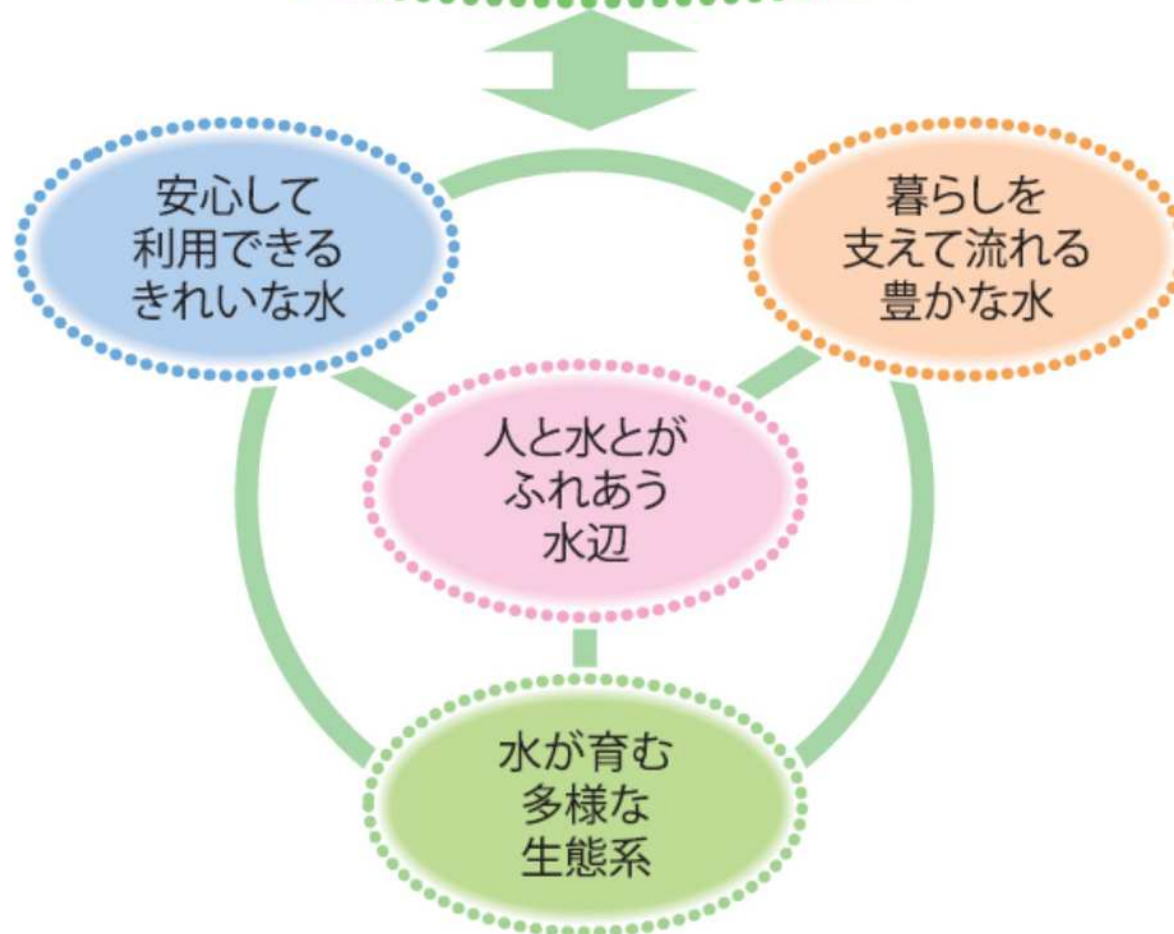 安心して
利用できる
きれいな水
暮らしを
支えて流れる
豊かな水
人と水とが
ふれあう
水辺
水が育む
多様な
生態系